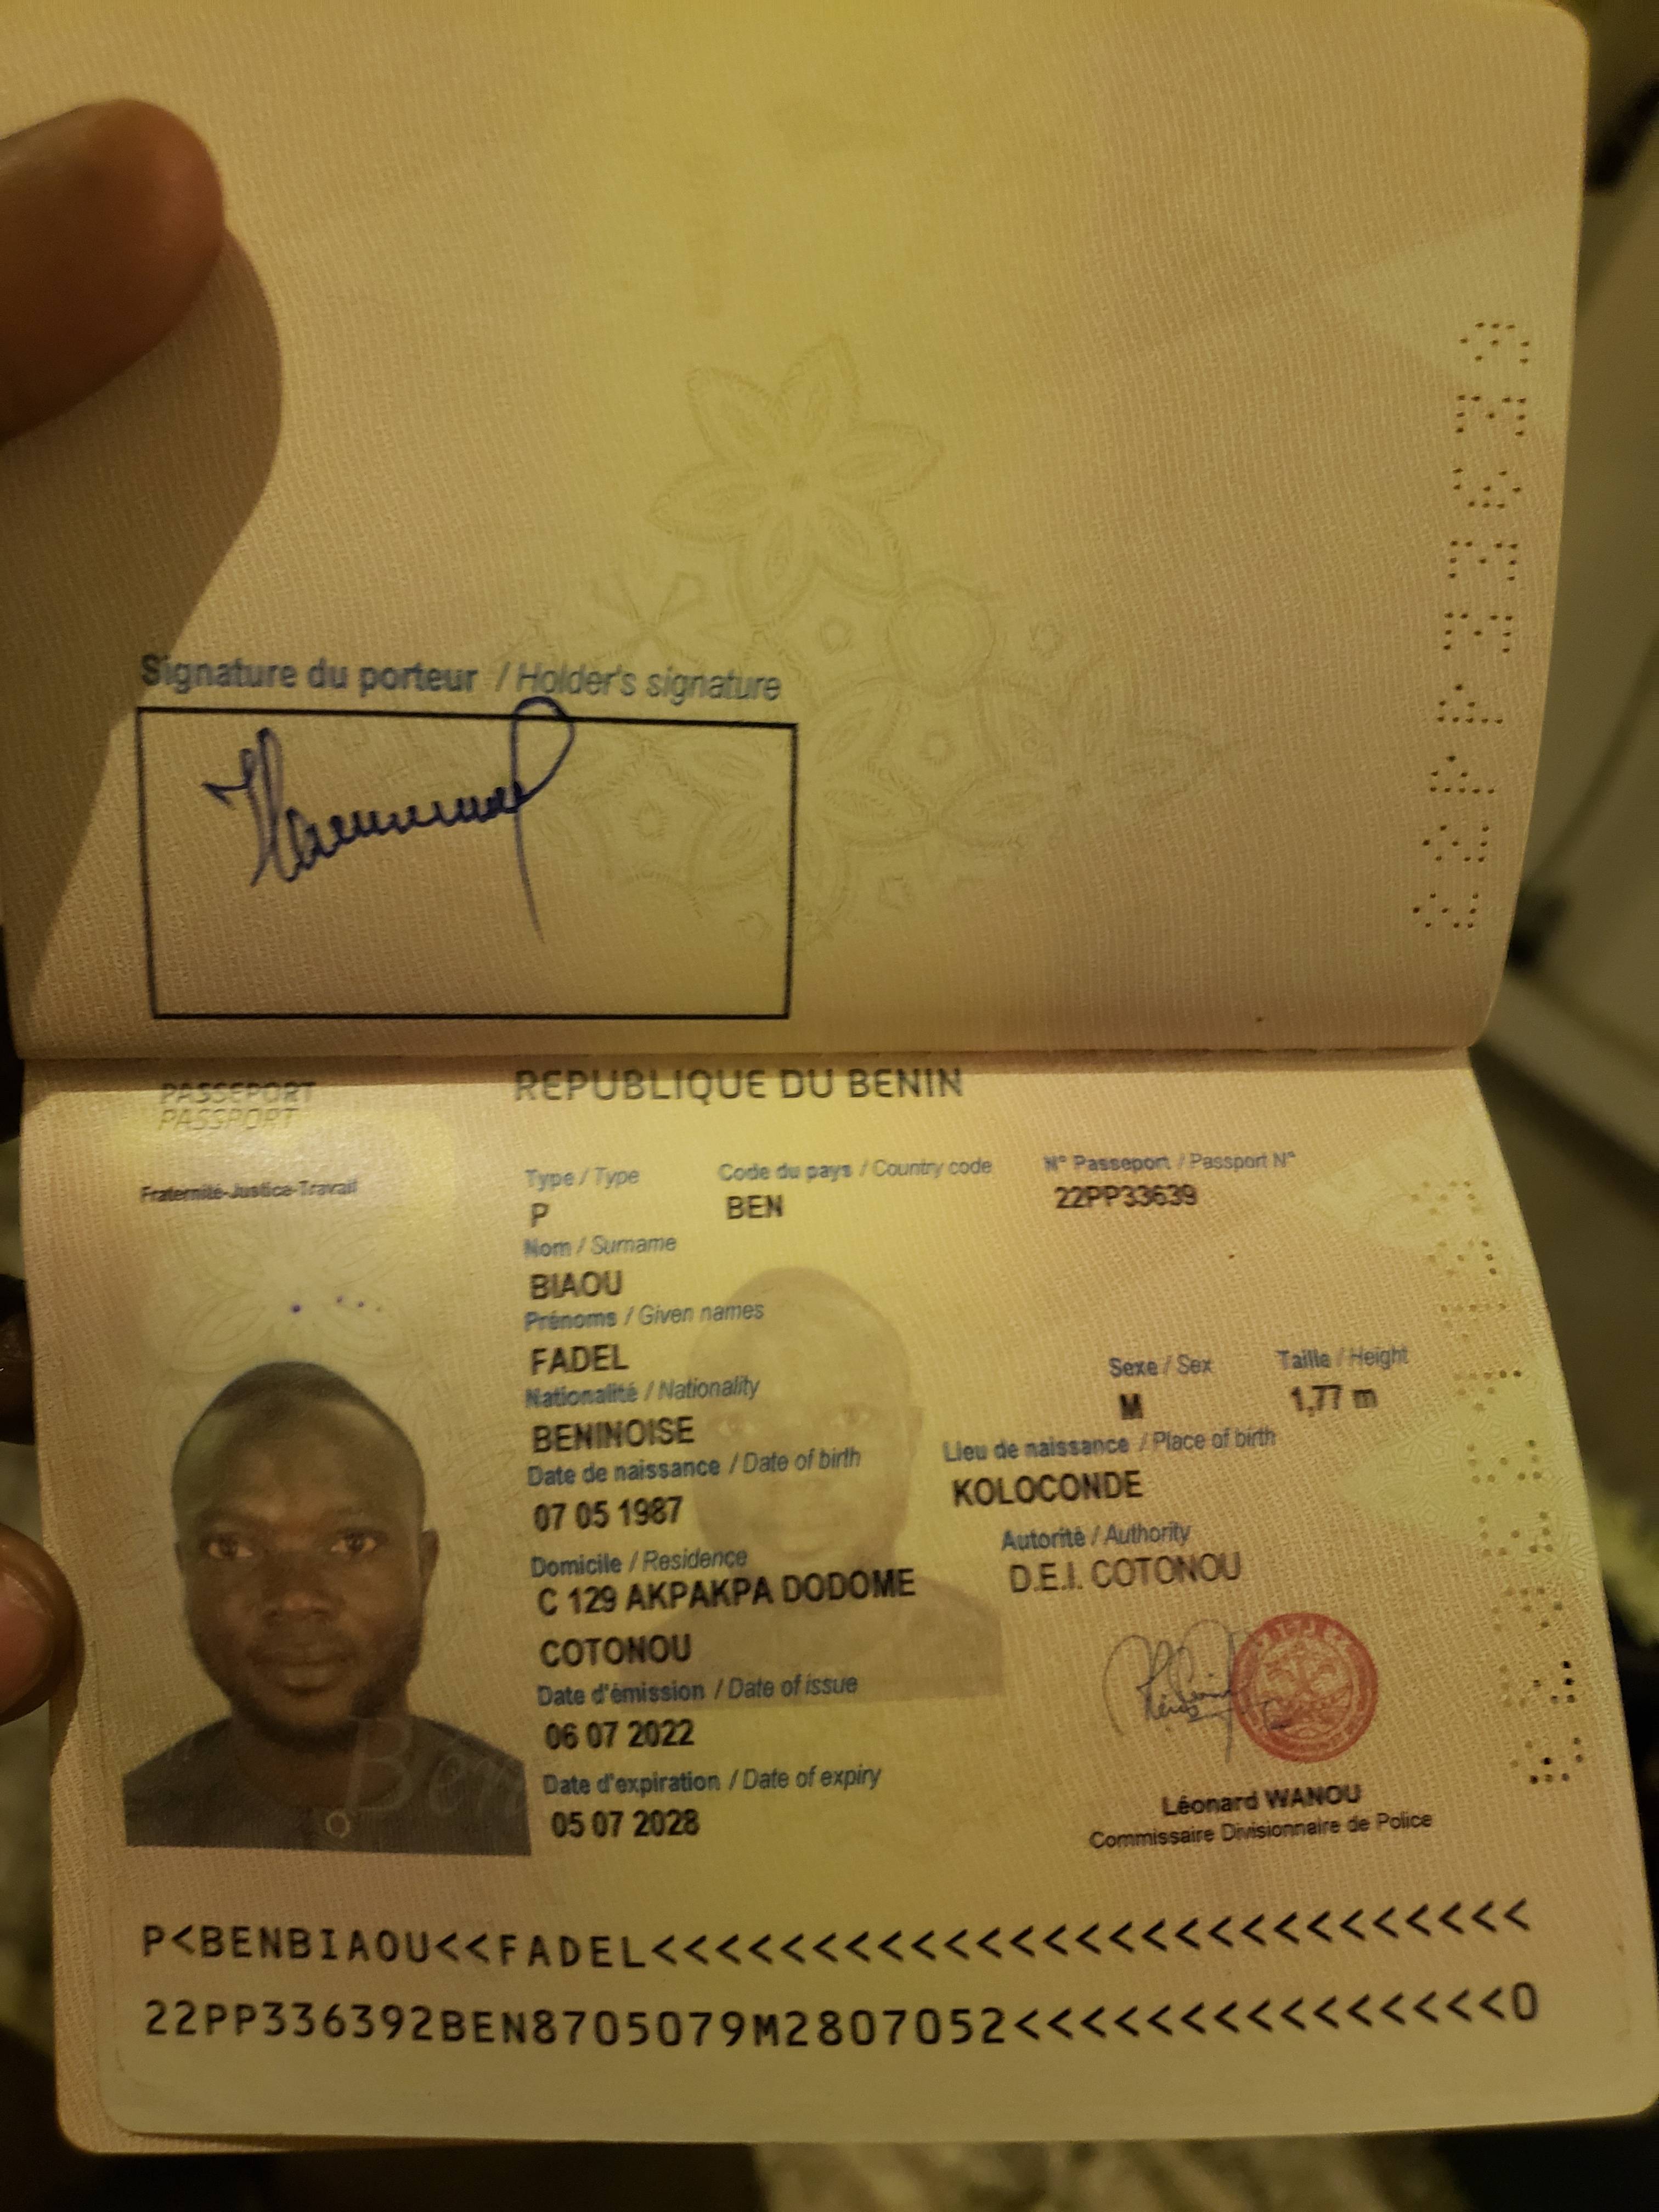 Signature du porteur / Holder's signature
PASSEPORT
PASSPORT
REPUBLIQUE DU BENIN
Fraternité-Justice-Travail
Type / Type
Code du pays / Country code
N° Passeport / Passport N°
P
BEN
22PP33639
Nom / Surname
BIAOU
Prénoms / Given names
FADEL
Sexe / Sex
Taille / Height
M
1,77 m
Nationalité / Nationality
BENINOISE
Date de naissance / Date of birth
Lieu de naissance / Place of birth
07 05 1987
KOLOCONDE
Domicile / Residence
Autorité / Authority
C 129 AKPAKPA DODOME
D.E.I. COTONOU
COTONOU
Date d'émission / Date of issue
06 07 2022
Date d'expiration / Date of expiry
05 07 2028
Léonard WANOU
Commissaire Divisionnaire de Police
Ben
P<BENBIAOU<<FADEL<<<<<<<<<<<<<<<<<<<<<<<<<<<
22PP336392BEN8705079M2807052<<<<<<<<<<<<<<<0